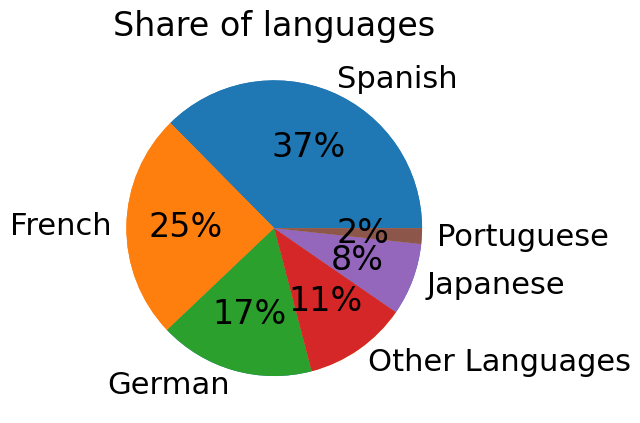 Share of languages
Spanish
37%
French
25%
2%
Portuguese
8%
Japanese
17%
11%
Other Languages
German